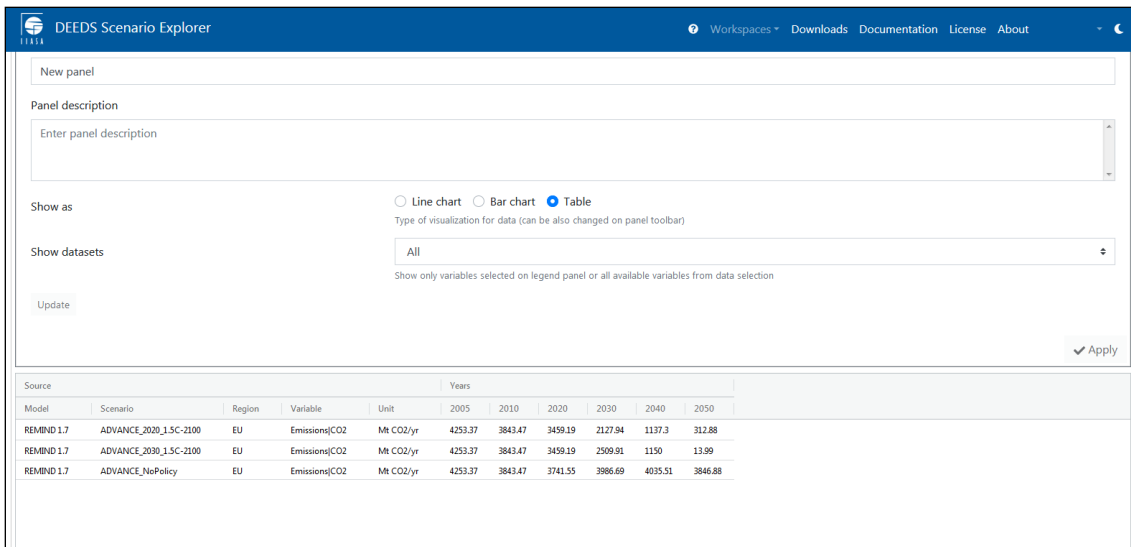 IIASA
DEEDS Scenario Explorer
? Workspaces Downloads Documentation License About
New panel
Panel description
Enter panel description
Show as
Line chart Bar chart Table
Type of visualization for data (can be also changed on panel toolbar)
Show datasets
All
Show only variables selected on legend panel or all available variables from data selection
Update
Apply
Source Years
Model Scenario Region Variable Unit 2005 2010 2020 2030 2040 2050
REMIND 1.7 ADVANCE_2020_1.5C-2100 EU Emissions|CO2 Mt CO2/yr 4253.37 3843.47 3459.19 2127.94 1137.3 312.88
REMIND 1.7 ADVANCE_2030_1.5C-2100 EU Emissions|CO2 Mt CO2/yr 4253.37 3843.47 3459.19 2509.91 1150 13.99
REMIND 1.7 ADVANCE_NoPolicy EU Emissions|CO2 Mt CO2/yr 4253.37 3843.47 3741.55 3986.69 4035.51 3846.88